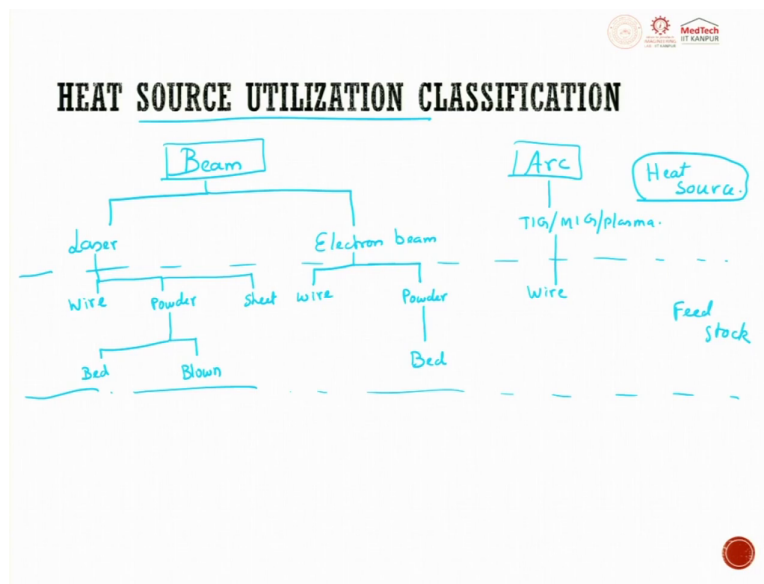 MedTech
IIT KANPUR
HEAT SOURCE UTILIZATION CLASSIFICATION
Beam
Arc
Heat
Source.
TIG/MIG/plasma.
Laser
Electron beam
Wire
Powder
Sheet
Wire
Powder
Wire
Feed
Stock
Bed
Blown
Bed